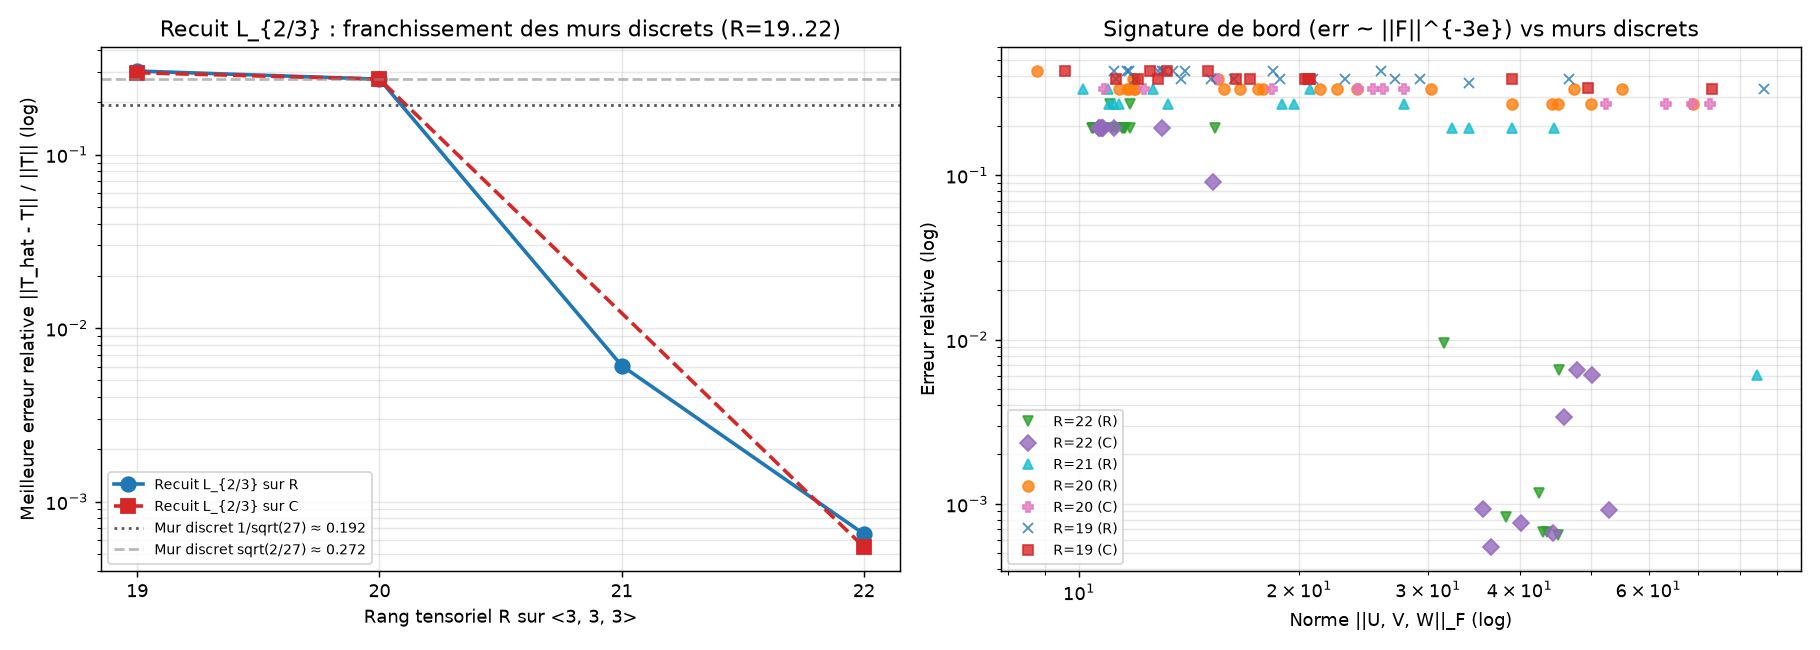 Recuit L_{2/3} : franchissement des murs discrets (R=19..22)
Meilleure erreur relative ||T_hat - T|| / ||T|| (log)
10^{-1}
10^{-2}
10^{-3}
Recuit L_{2/3} sur R
Recuit L_{2/3} sur C
Mur discret 1/sqrt(27) ≈ 0.192
Mur discret sqrt(2/27) ≈ 0.272
19 20 21 22
Rang tensoriel R sur <3, 3, 3>
Signature de bord (err ~ ||F||^{-3e}) vs murs discrets
Erreur relative (log)
10^{-1}
10^{-2}
10^{-3}
R=22 (R)
R=22 (C)
R=21 (R)
R=20 (R)
R=20 (C)
R=19 (R)
R=19 (C)
10^1 2 × 10^1 3 × 10^1 4 × 10^1 6 × 10^1
Norme ||U, V, W||_F (log)